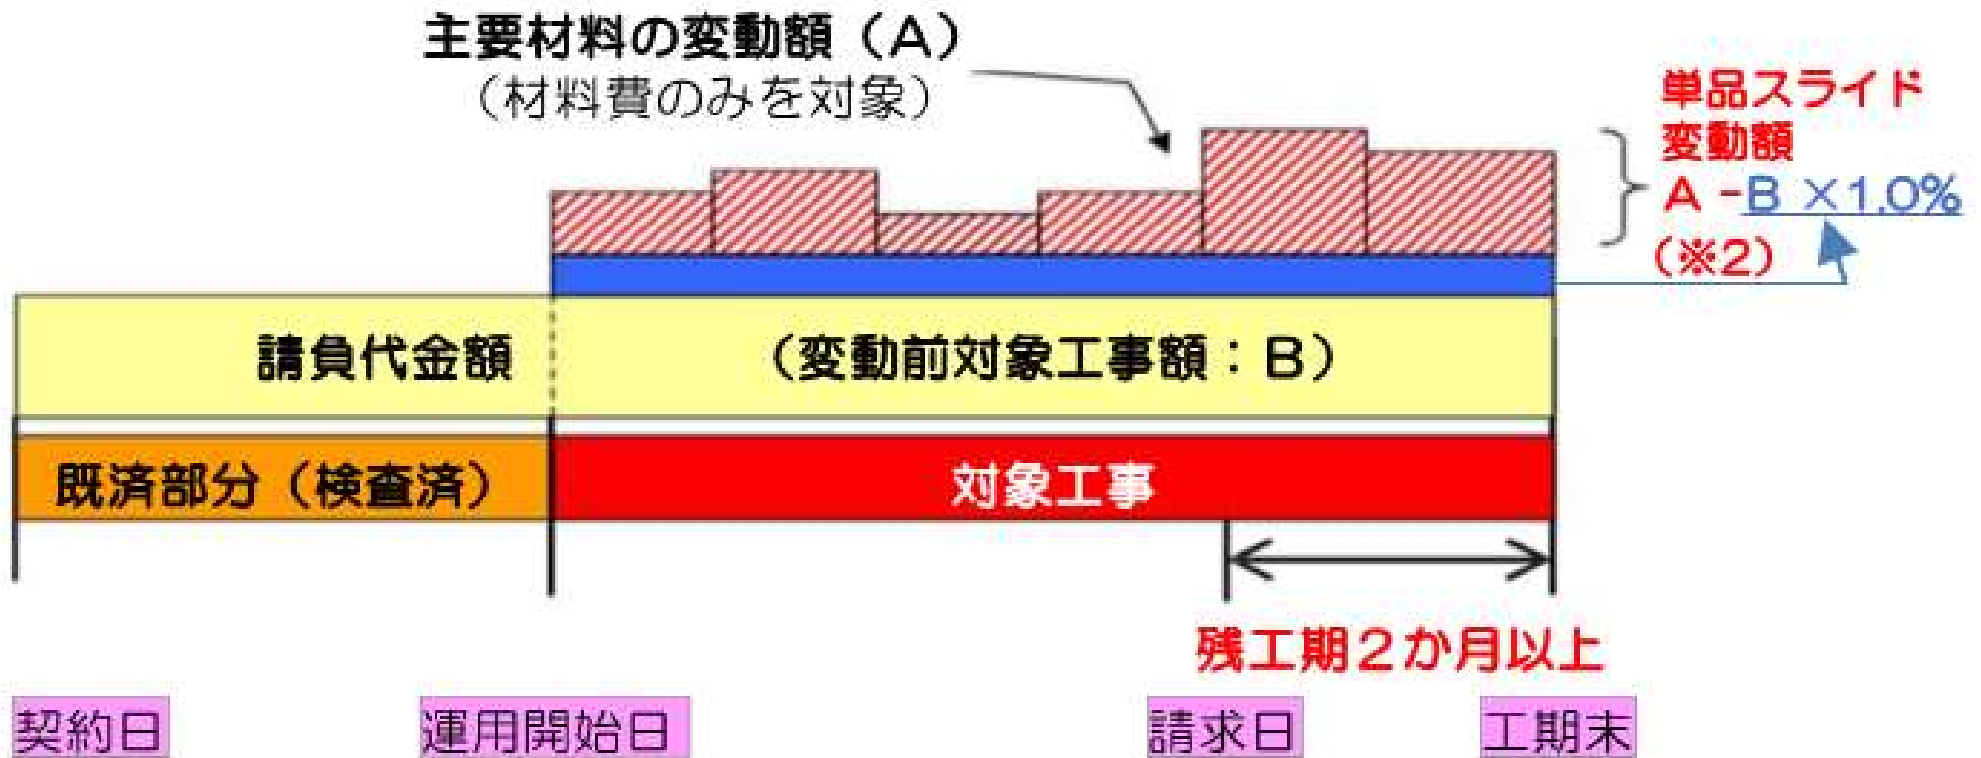 主要材料の変動額（A）
（材料費のみを対象）
単品スライド
変動額
A -B ×1.0%
（※2）
請負代金額
（変動前対象工事額：B）
既済部分（検査済）
対象工事
残工期２か月以上
契約日
運用開始日
請求日
工期末